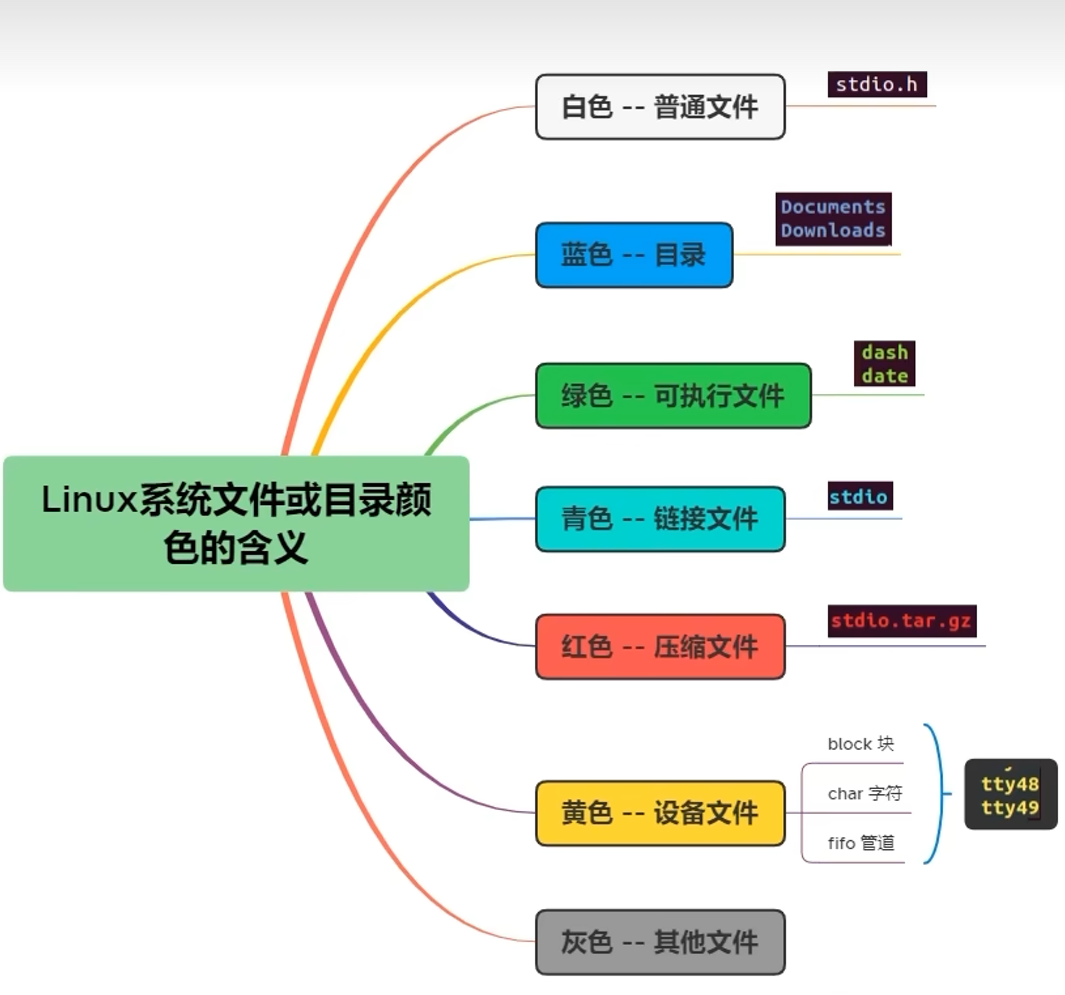 白色 -- 普通文件
stdio.h
蓝色 -- 目录
Documents
Downloads
绿色 -- 可执行文件
dash
date
Linux系统文件或目录颜
色的含义
青色 -- 链接文件
stdio
红色 -- 压缩文件
stdio.tar.gz
黄色 -- 设备文件
block 块
char 字符
fifo 管道
tty48
tty49
灰色 -- 其他文件